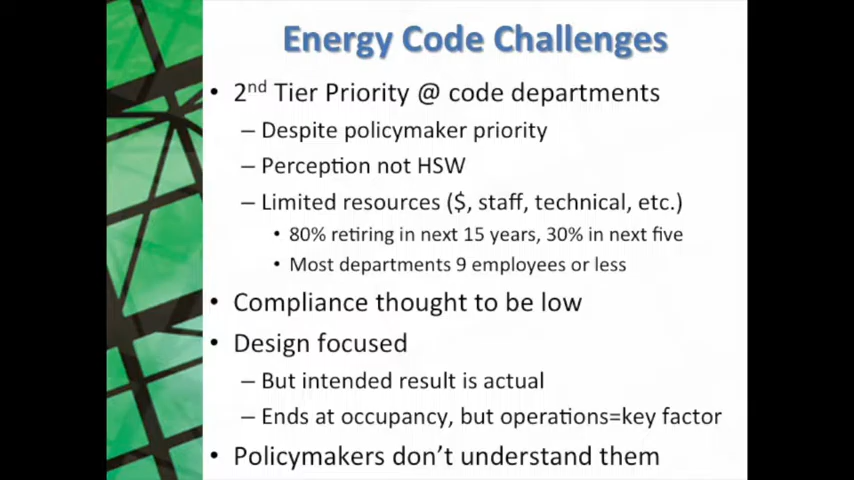 Energy Code Challenges
• 2nd Tier Priority @ code departments
– Despite policymaker priority
– Perception not HSW
– Limited resources ($, staff, technical, etc.)
• 80% retiring in next 15 years, 30% in next five
• Most departments 9 employees or less
• Compliance thought to be low
• Design focused
– But intended result is actual
– Ends at occupancy, but operations=key factor
• Policymakers don't understand them